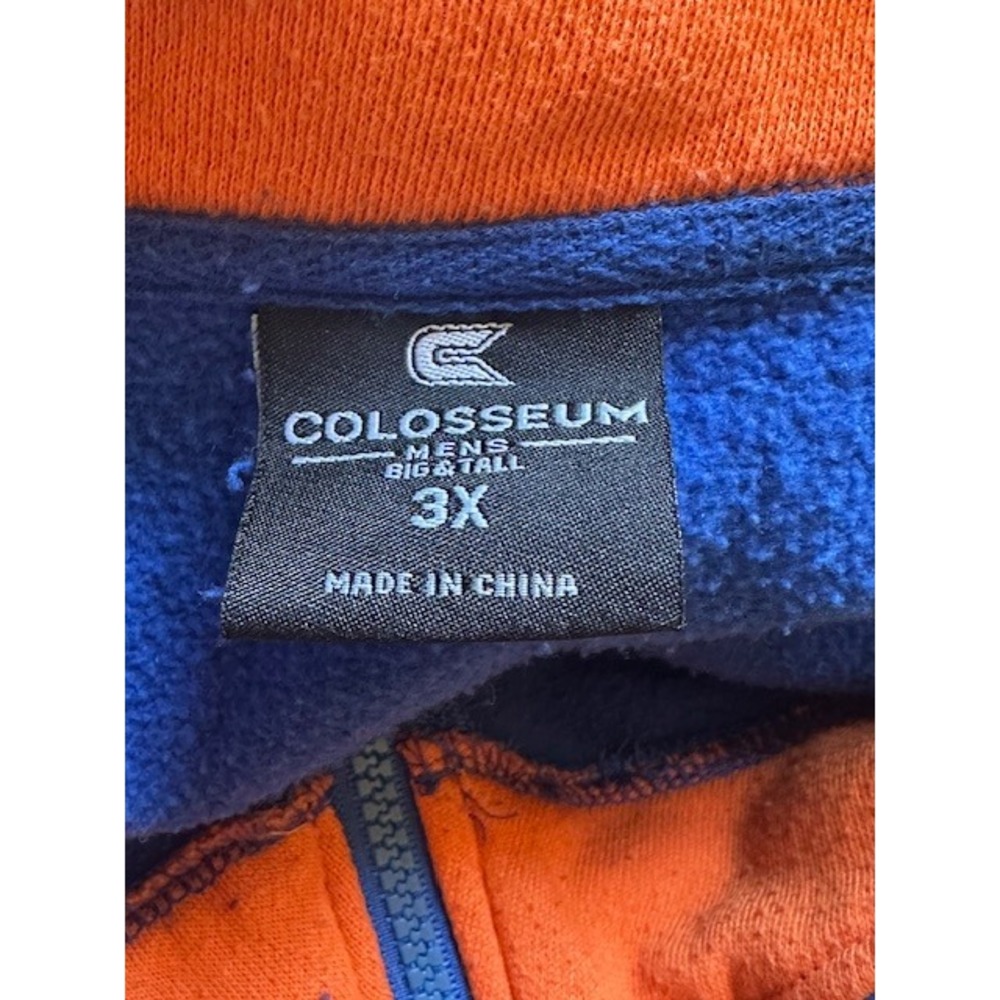 COLOSSEUM
MENS
BIG & TALL
3X
MADE IN CHINA